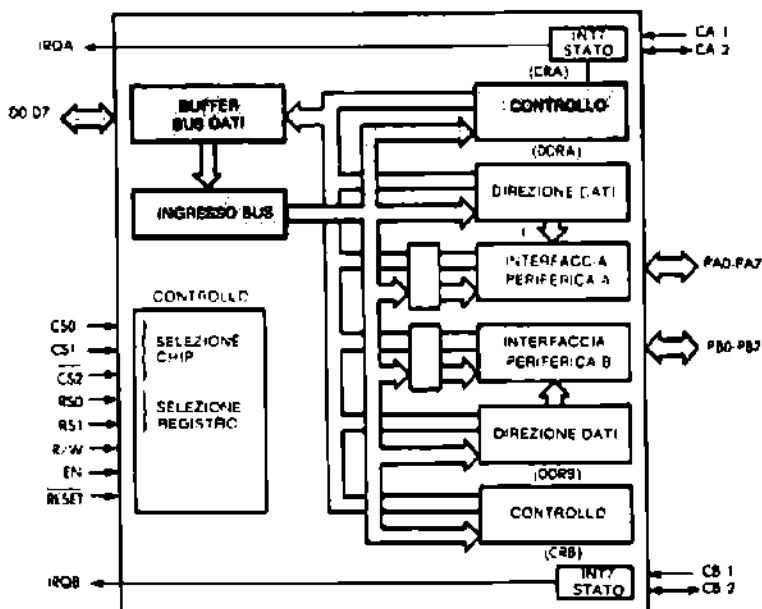 IRQA
INT/
STATO
CA 1
CA 2
(CRA)
D0 D7
BUFFER
BUS DATI
CONTROLLO
(DDRA)
INGRESSO BUS
DIREZIONE DATI
INTERFACCIA
PERIFERICA A
PA0-PA7
CONTROLLO
CS0
CS1
CS2
RS0
RS1
R/W
EN
RESET
SELEZIONE
CHIP
SELEZIONE
REGISTRO
INTERFACCIA
PERIFERICA B
PB0-PB7
DIREZIONE DATI
(DDRB)
CONTROLLO
(CRB)
IRQB
INT/
STATO
CB 1
CB 2